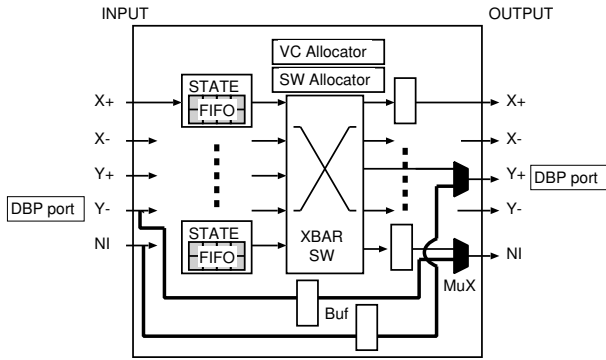 INPUT
OUTPUT
VC Allocator
SW Allocator
STATE
FIFO
X+
X+
X-
X-
Y+
Y+
DBP port
DBP port
Y-
Y-
STATE
FIFO
XBAR
SW
NI
NI
MuX
Buf